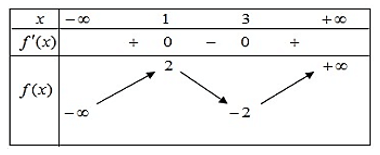 x −∞ 1 3 +∞
f′(x) + 0 − 0 +
2 +∞
f(x)
−∞ −2